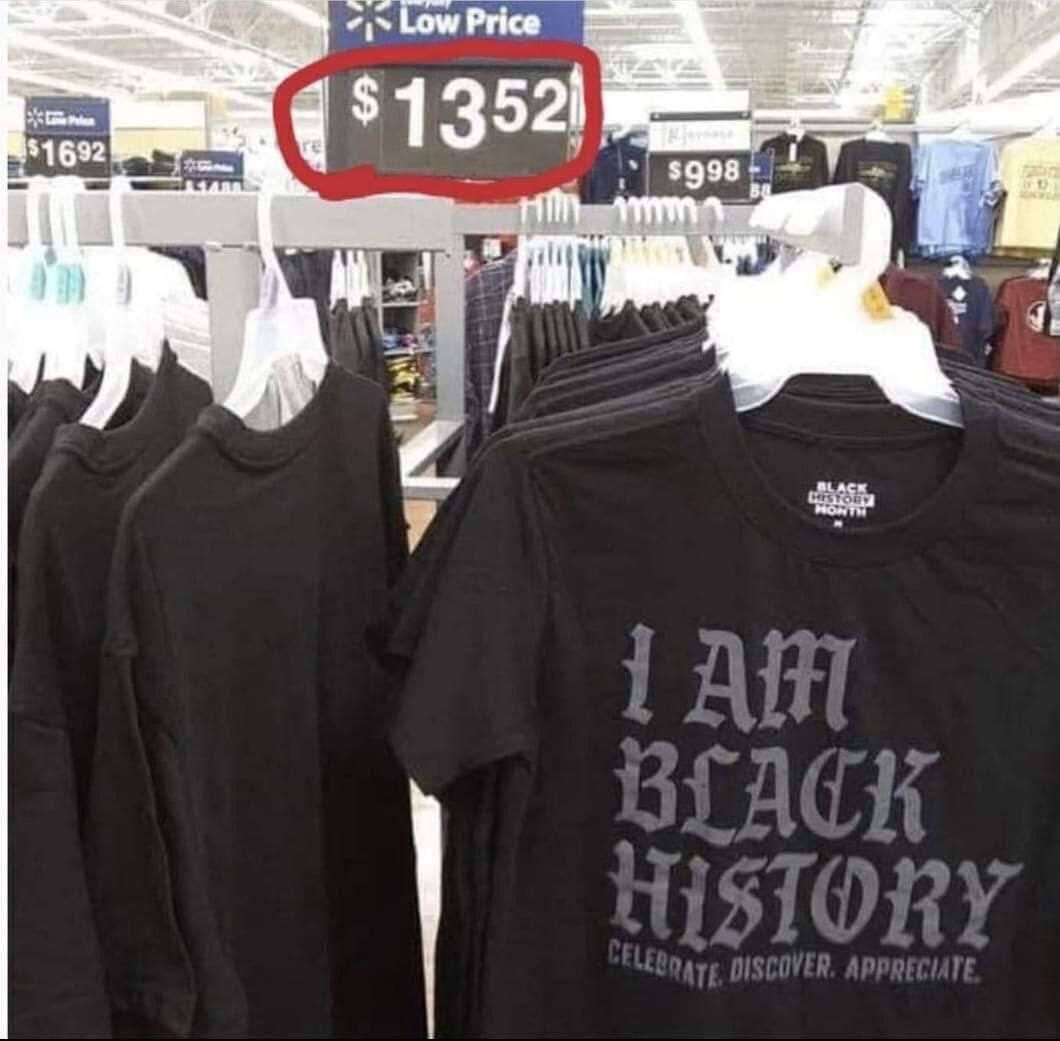 Low Price
$1352
$1692
$998
BLACK
HISTORY
MONTH
M
I AM
BLACK
HISTORY
CELEBRATE. DISCOVER. APPRECIATE.